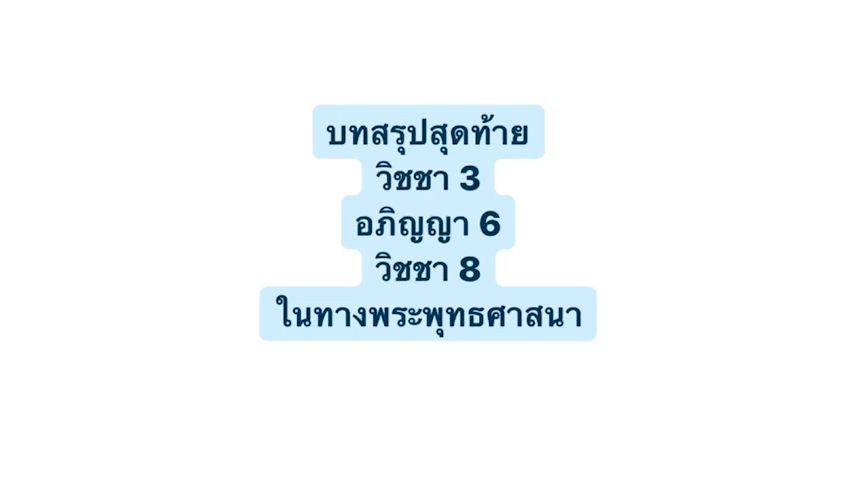 บทสรุปสุดท้าย
วิชชา 3
อภิญญา 6
วิชชา 8
ในทางพระพุทธศาสนา